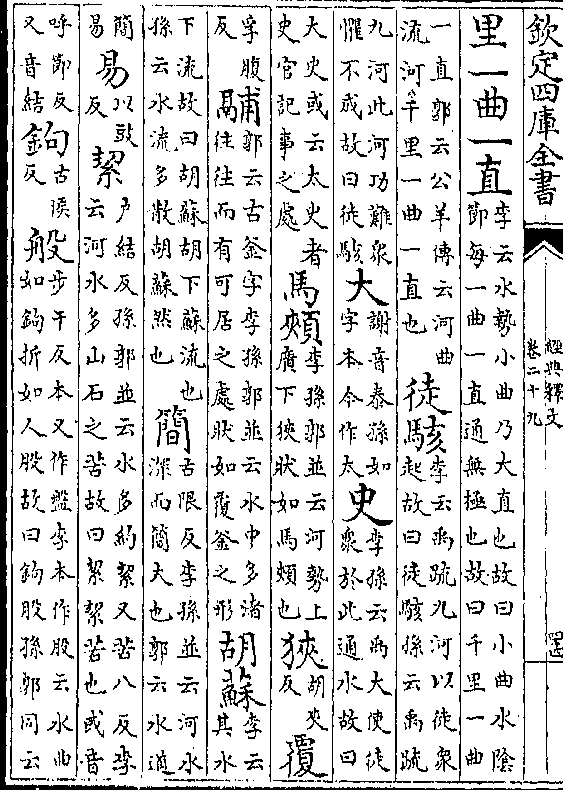 欽定四庫全書
經典釋文
卷二十九
里一曲一直
李云水勢小曲乃大直也故曰小曲水陰
節每一曲一直通無極也故曰千里一曲
一直郭云公羊傳云河曲
流河千里一曲一直也
徒駭
李云禹疏九河以徒衆
起故曰徒駭孫云禹疏
九河此河功難衆
懼不成故曰徒駭
大
謝音泰孫如
字本今作太
史
李孫云禹大使徒
衆於此通水故曰
大史或云太史者
史官記事之處
馬頰
李孫郭並云河勢上
廣下狹狀如馬頰也
狹
胡夾
反
覆
孚腹
反
鬴
郭云古釜字李孫郭並云水中多渚
往往而有可居之處狀如覆釜之形
胡蘇
李云
其水
下流故曰胡蘇胡下蘇流也
孫云水流多散胡蘇然也
簡
古限反李孫並云河水
深而簡大也郭云水道
簡
易
易
以豉
反
絜
戶結反孫郭並云水多約絜又苦八反李
云河水多山石之苦故曰絜絜苦也或音
呼節反
又音結
鉤
古侯
反
般
步干反本又作盤李本作股云水曲
如鉤折如人股故曰鉤股孫郭同云